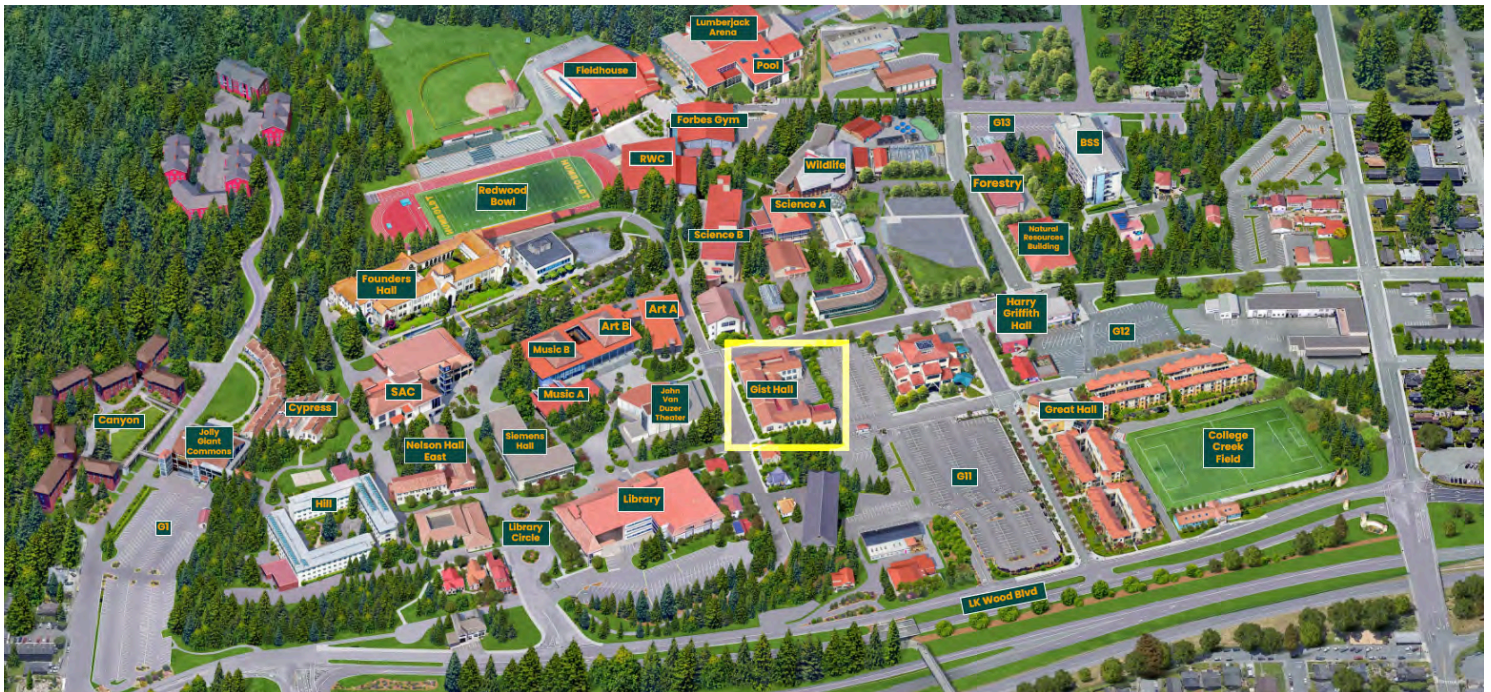 Lumberjack
Arena
Pool
Fieldhouse
Forbes Gym
G13
BSS
RWC
Wildlife
Redwood
Bowl
HUMBOLDT
HUMBOLDT
Forestry
Science A
Science B
Natural
Resources
Building
Founders
Hall
Art A
Art B
Harry
Griffith
Hall
G12
Music B
Gist Hall
SAC
Music A
John
Van
Duzer
Theater
Cypress
Great Hall
Canyon
Jolly
Giant
Commons
Nelson Hall
East
Siemens
Hall
College
Creek
Field
G11
Hill
Library
G1
Library
Circle
LK Wood Blvd